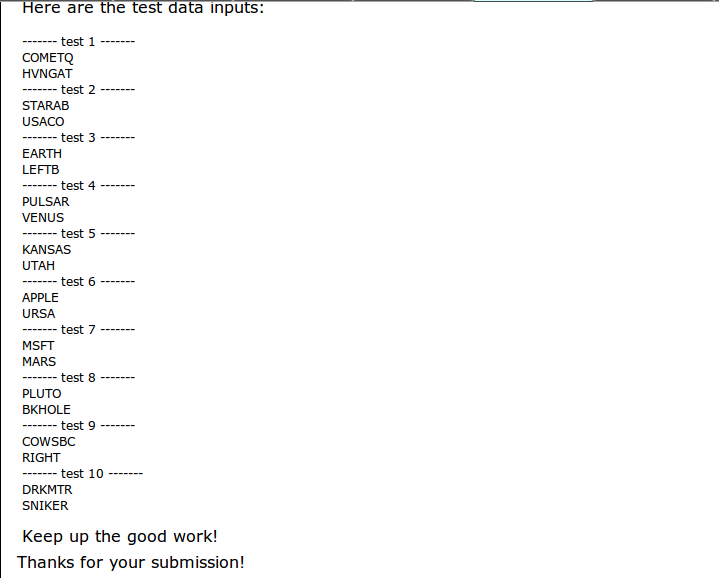 Here are the test data inputs:
------- test 1 -------
COMETQ
HVNGAT
------- test 2 -------
STARAB
USACO
------- test 3 -------
EARTH
LEFTB
------- test 4 -------
PULSAR
VENUS
------- test 5 -------
KANSAS
UTAH
------- test 6 -------
APPLE
URSA
------- test 7 -------
MSFT
MARS
------- test 8 -------
PLUTO
BKHOLE
------- test 9 -------
COWSBC
RIGHT
------- test 10 -------
DRKMTR
SNIKER
Keep up the good work!
Thanks for your submission!